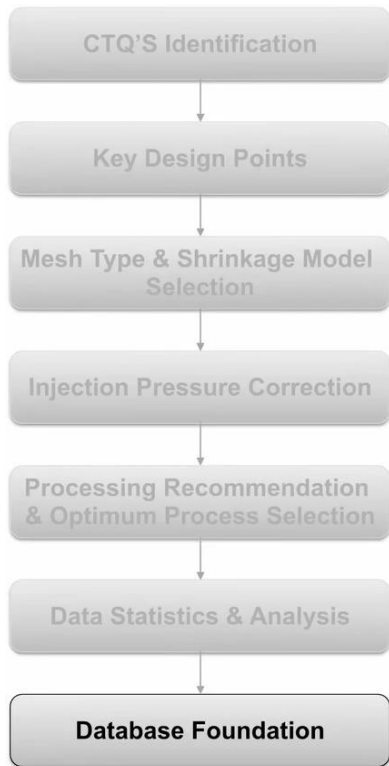 CTQ'S Identification
Key Design Points
Mesh Type & Shrinkage Model
Selection
Injection Pressure Correction
Processing Recommendation
& Optimum Process Selection
Data Statistics & Analysis
Database Foundation